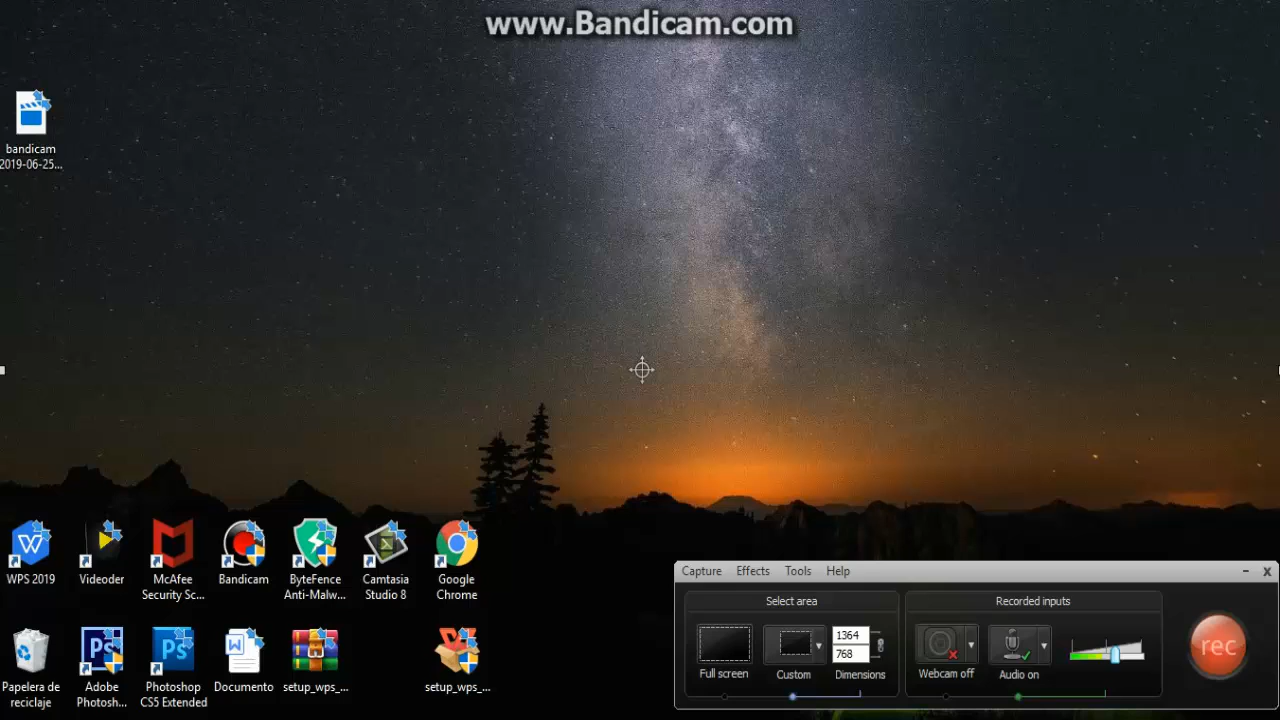 www.Bandicam.com
bandicam
2019-06-25...
WPS 2019
Videoder
McAfee
Security Sc...
Bandicam
ByteFence
Anti-Malw...
Camtasia
Studio 8
Google
Chrome
Papelera de
reciclaje
Adobe
Photosh...
Photoshop
CS5 Extended
Documento
setup_wps_...
setup_wps_...
Capture Effects Tools Help
Select area
Recorded inputs
Full screen
Custom
1364
768
Dimensions
Webcam off
Audio on
rec